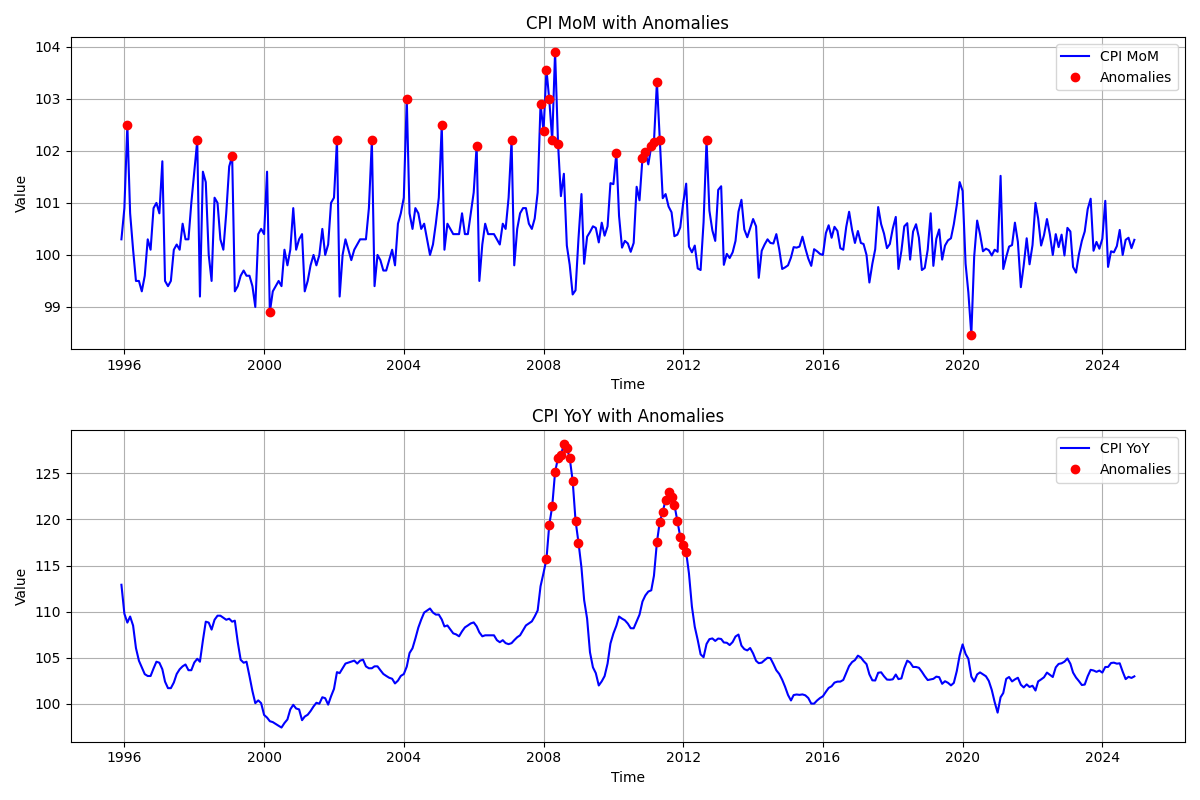 CPI MoM with Anomalies
104
103
102
101
100
99
Value
CPI MoM
Anomalies
1996 2000 2004 2008 2012 2016 2020 2024
Time
CPI YoY with Anomalies
125
120
115
110
105
100
Value
CPI YoY
Anomalies
1996 2000 2004 2008 2012 2016 2020 2024
Time